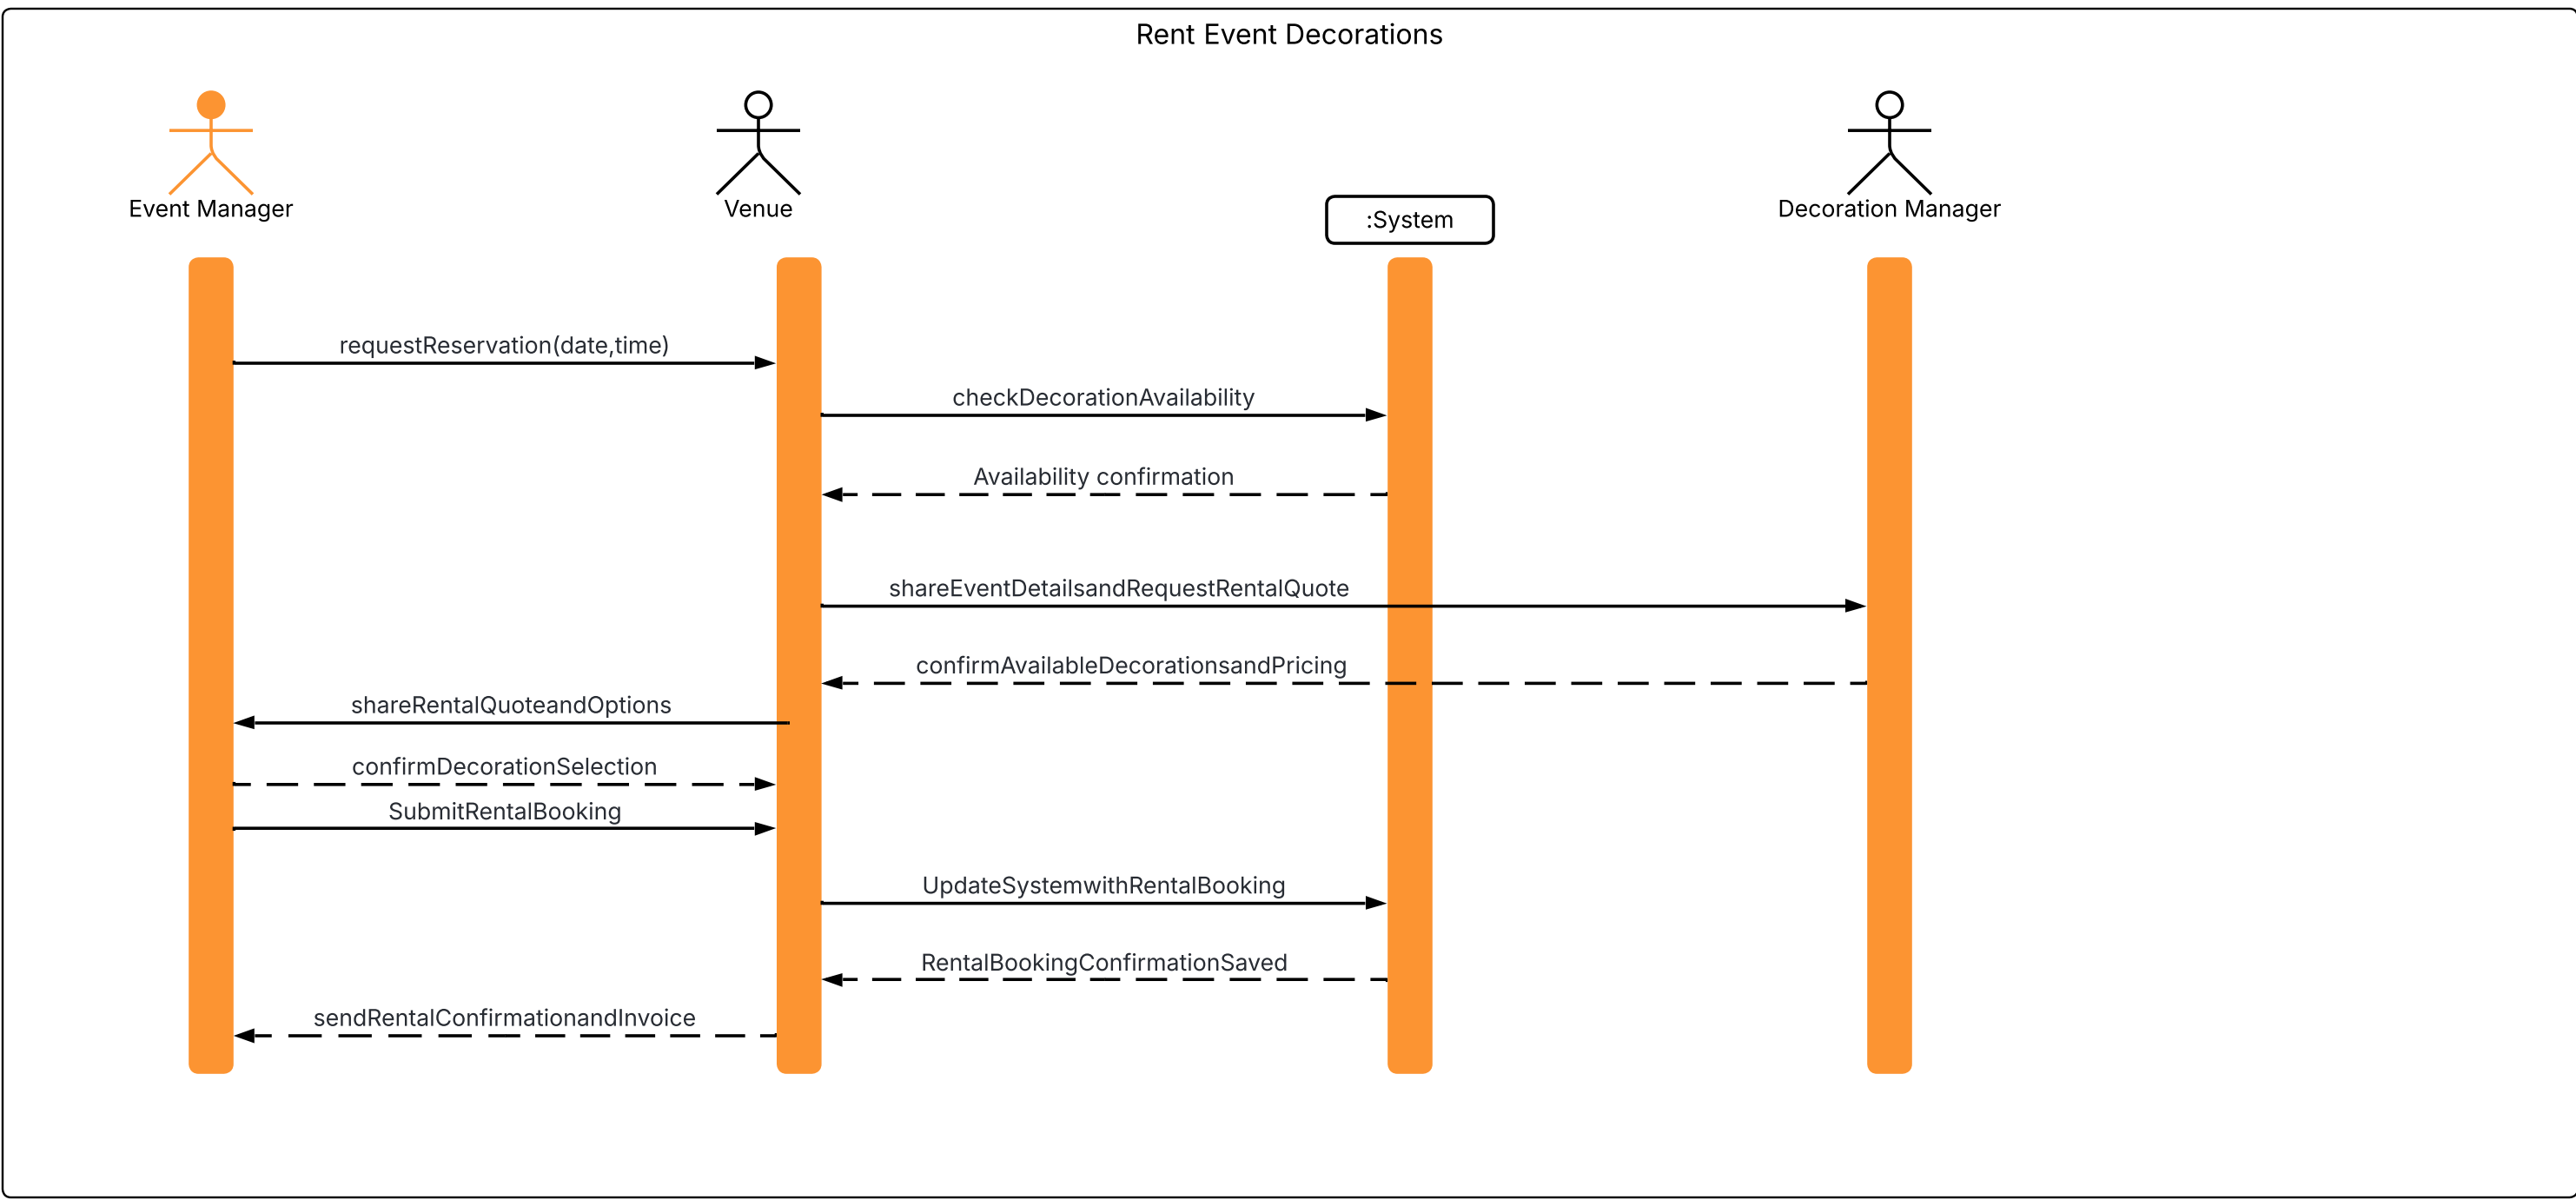 Rent Event Decorations
Event Manager
Venue
:System
Decoration Manager
requestReservation(date,time)
checkDecorationAvailability
Availability confirmation
shareEventDetailsandRequestRentalQuote
confirmAvailableDecorationsandPricing
shareRentalQuoteandOptions
confirmDecorationSelection
SubmitRentalBooking
UpdateSystemwithRentalBooking
RentalBookingConfirmationSaved
sendRentalConfirmationandInvoice